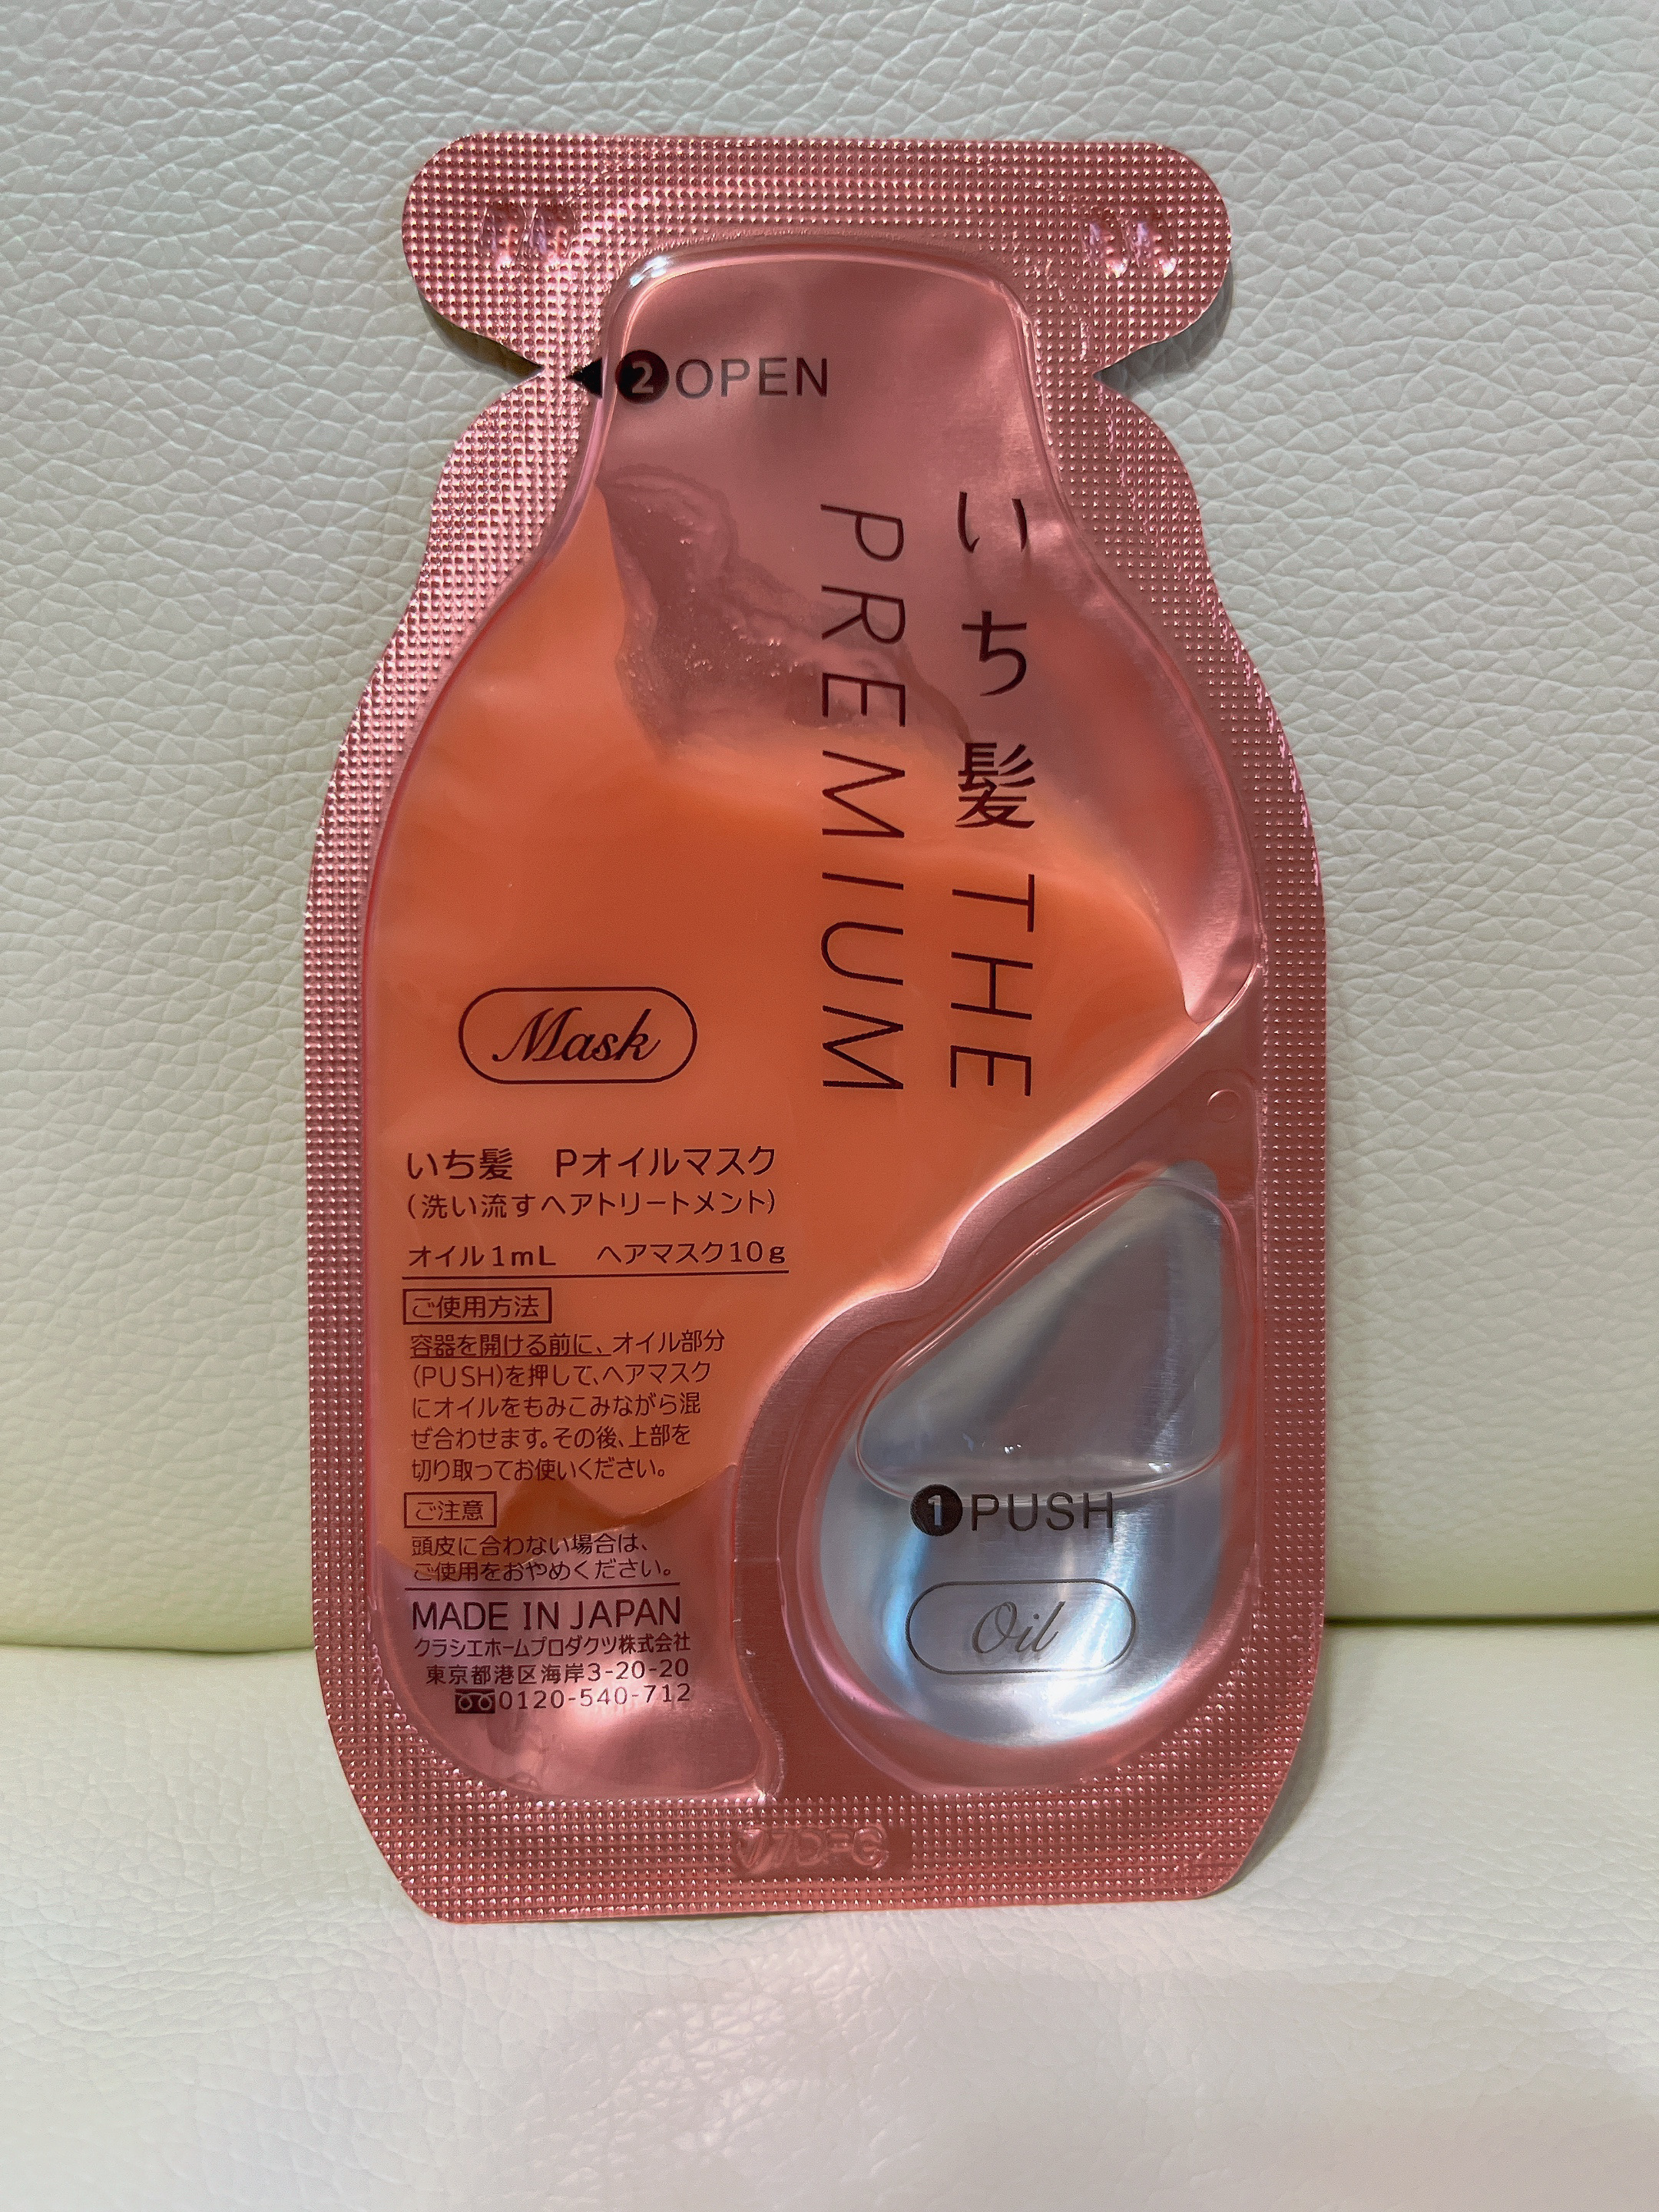 2OPEN
いち髪 THE
PREMIUM
Mask
いち髪　Pオイルマスク
(洗い流すヘアトリートメント)
オイル1mL　ヘアマスク10g
ご使用方法
容器を開ける前に、オイル部分
(PUSH)を押して、ヘアマスク
にオイルをもみこみながら混
ぜ合わせます。その後、上部を
切り取ってお使いください。
ご注意
頭皮に合わない場合は、
ご使用をおやめください。
MADE IN JAPAN
クラシエホームプロダクツ株式会社
東京都港区海岸3-20-20
0120-540-712
1PUSH
Oil